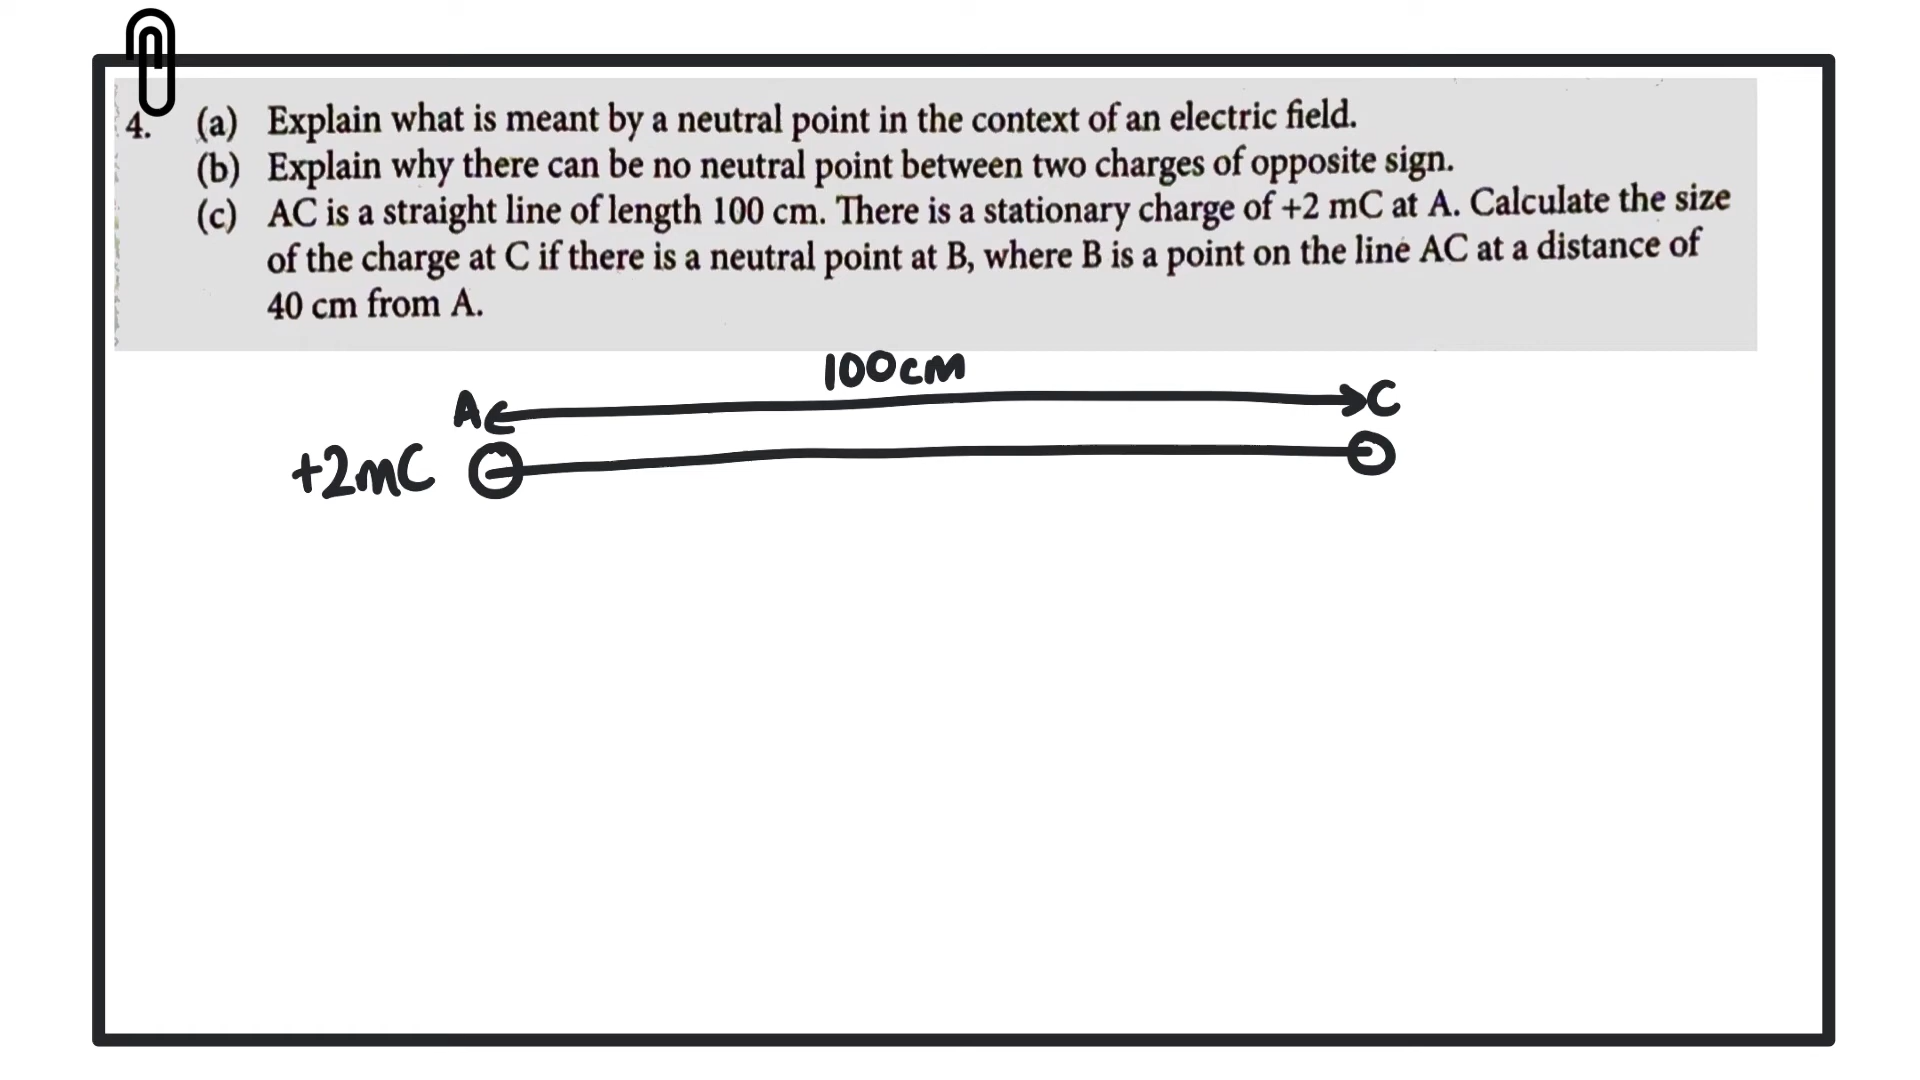 4. (a) Explain what is meant by a neutral point in the context of an electric field.
(b) Explain why there can be no neutral point between two charges of opposite sign.
(c) AC is a straight line of length 100 cm. There is a stationary charge of +2 mC at A. Calculate the size
of the charge at C if there is a neutral point at B, where B is a point on the line AC at a distance of
40 cm from A.
100cm
A C
+2mC